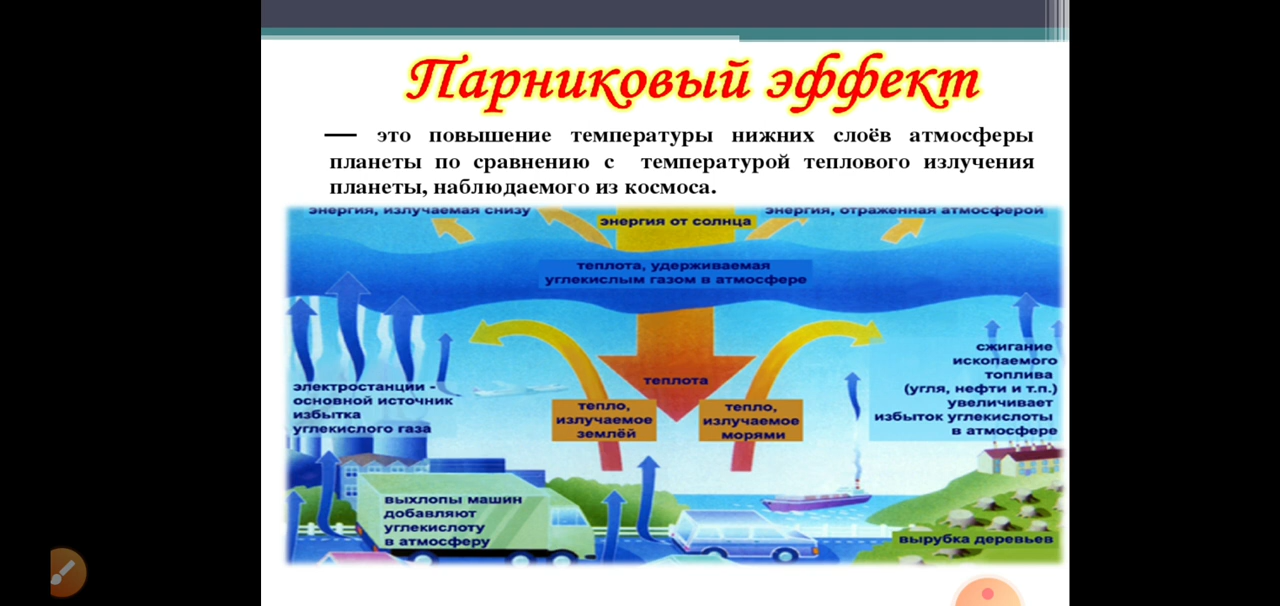 Парниковый эффект
— это повышение температуры нижних слоёв атмосферы
планеты по сравнению с температурой теплового излучения
планеты, наблюдаемого из космоса.
энергия, излучаемая снизу
энергия от солнца
энергия, отраженная атмосферой
теплота, удерживаемая
углекислым газом в атмосфере
теплота
электростанции -
основной источник
избытка
углекислого газа
тепло,
излучаемое
землёй
тепло,
излучаемое
морями
сжигание
ископаемого
топлива
(угля, нефти и т.п.)
увеличивает
избыток углекислоты
в атмосфере
выхлопы машин
добавляют
углекислоту
в атмосферу
вырубка деревьев